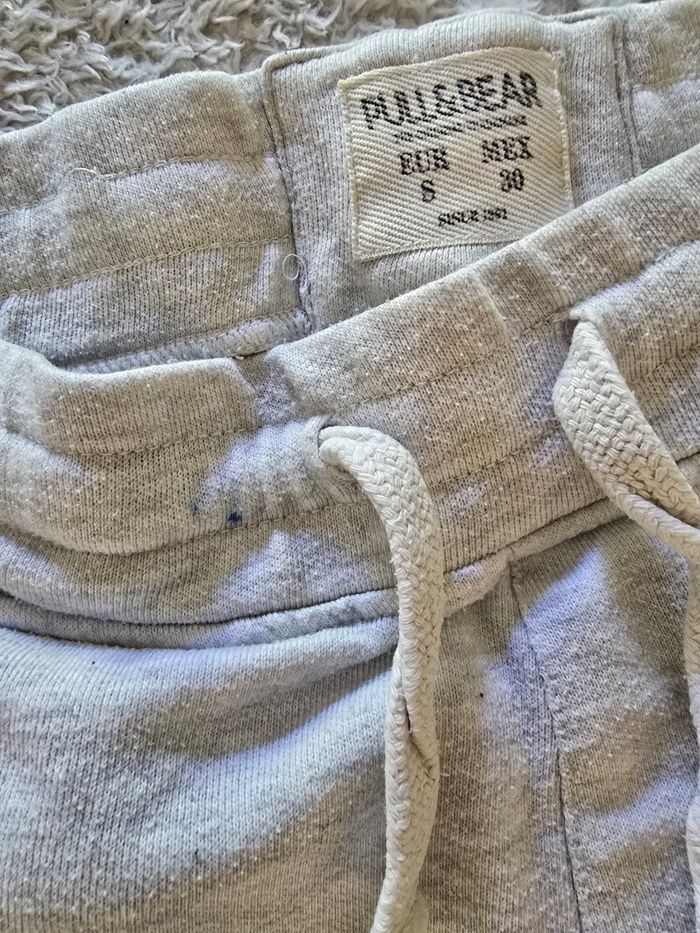 PULL&BEAR
EUR MEX
S 30
SINCE 1991